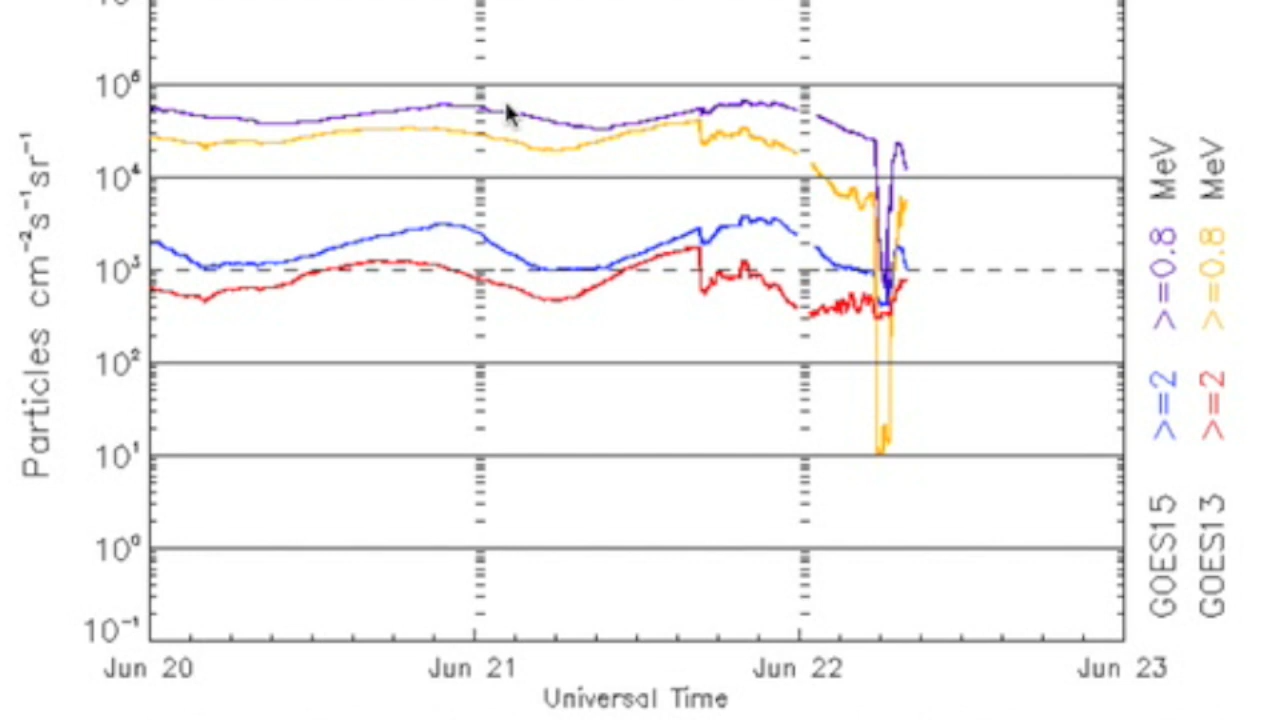 10⁵
10⁴
10³
10²
10¹
10⁰
10⁻¹
Particles cm⁻²s⁻¹sr⁻¹
Jun 20 Jun 21 Jun 22 Jun 23
Universal Time
GOES15 >=2 >=0.8 MeV
GOES13 >=2 >=0.8 MeV